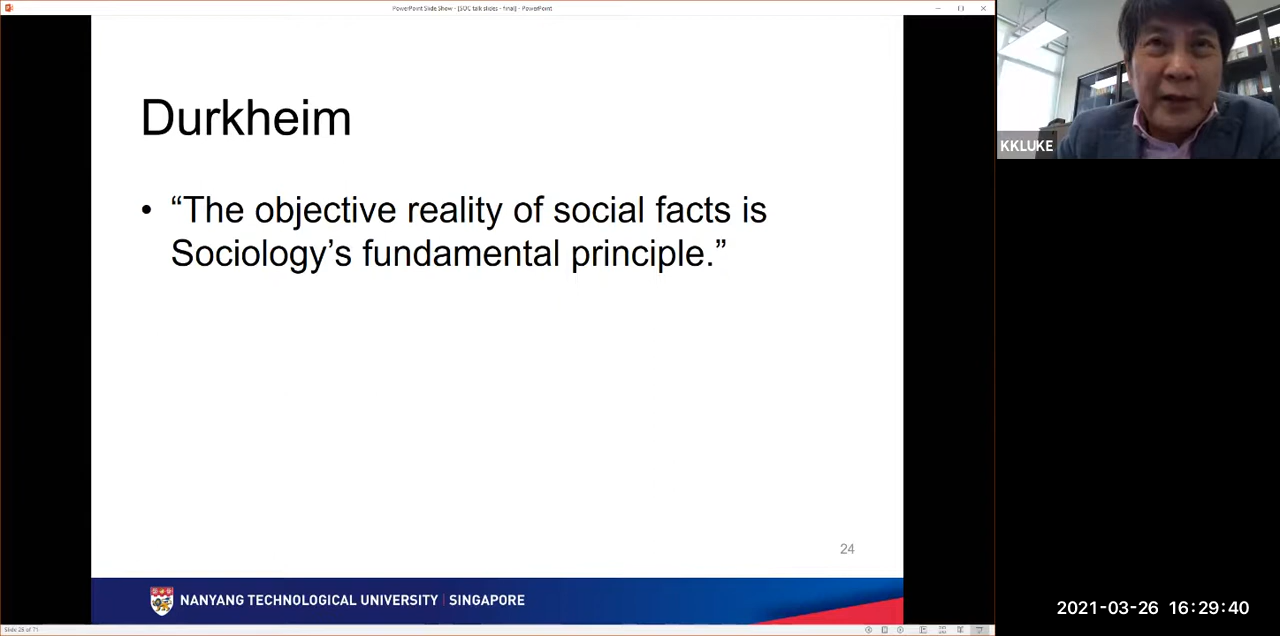 PowerPoint Slide Show - [SOC talk slides - final] - PowerPoint
Durkheim
• “The objective reality of social facts is
Sociology’s fundamental principle.”
24
NANYANG TECHNOLOGICAL UNIVERSITY | SINGAPORE
KKLUKE
2021-03-26 16:29:40